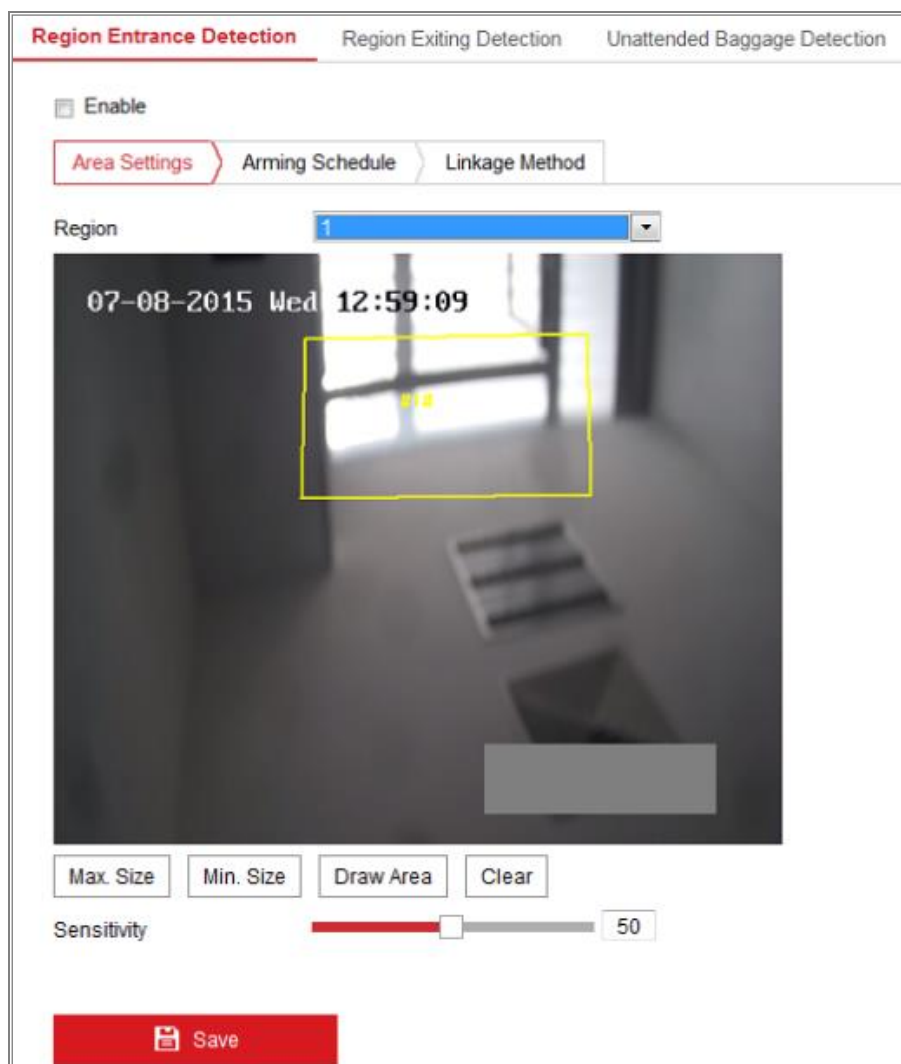 Region Entrance Detection Region Exiting Detection Unattended Baggage Detection
Enable
Area Settings Arming Schedule Linkage Method
Region 1
07-08-2015 Wed 12:59:09
#1#
Max. Size Min. Size Draw Area Clear
Sensitivity 50
Save